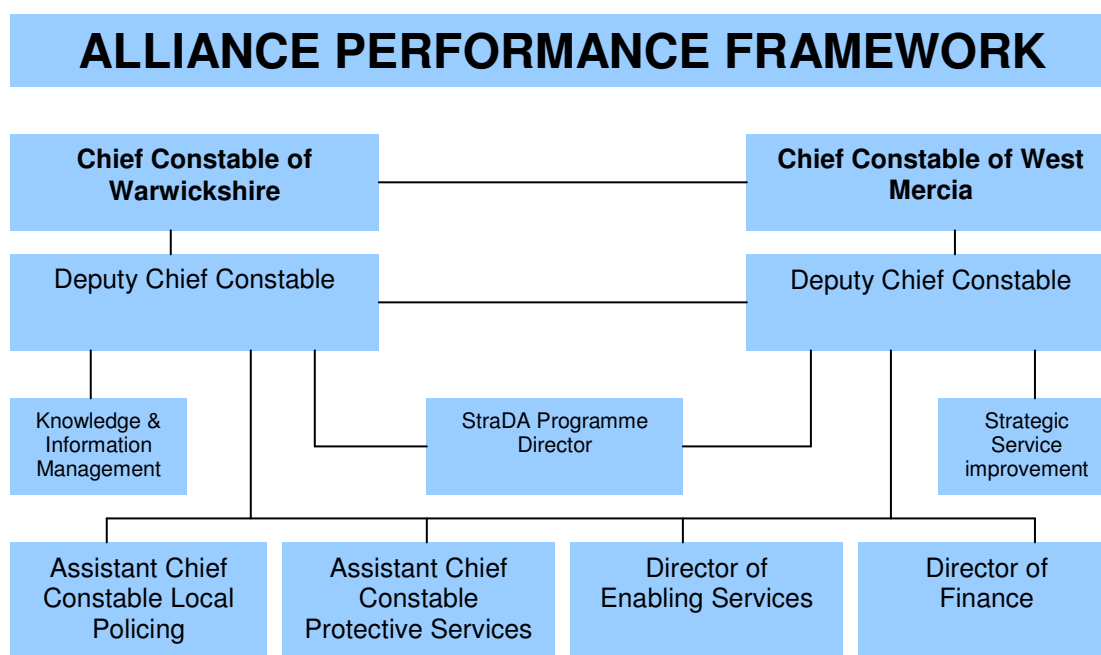 ALLIANCE PERFORMANCE FRAMEWORK
Chief Constable of
Warwickshire
Chief Constable of West
Mercia
Deputy Chief Constable
Deputy Chief Constable
Knowledge &
Information
Management
StraDA Programme
Director
Strategic
Service
improvement
Assistant Chief
Constable Local
Policing
Assistant Chief
Constable
Protective Services
Director of
Enabling Services
Director of
Finance